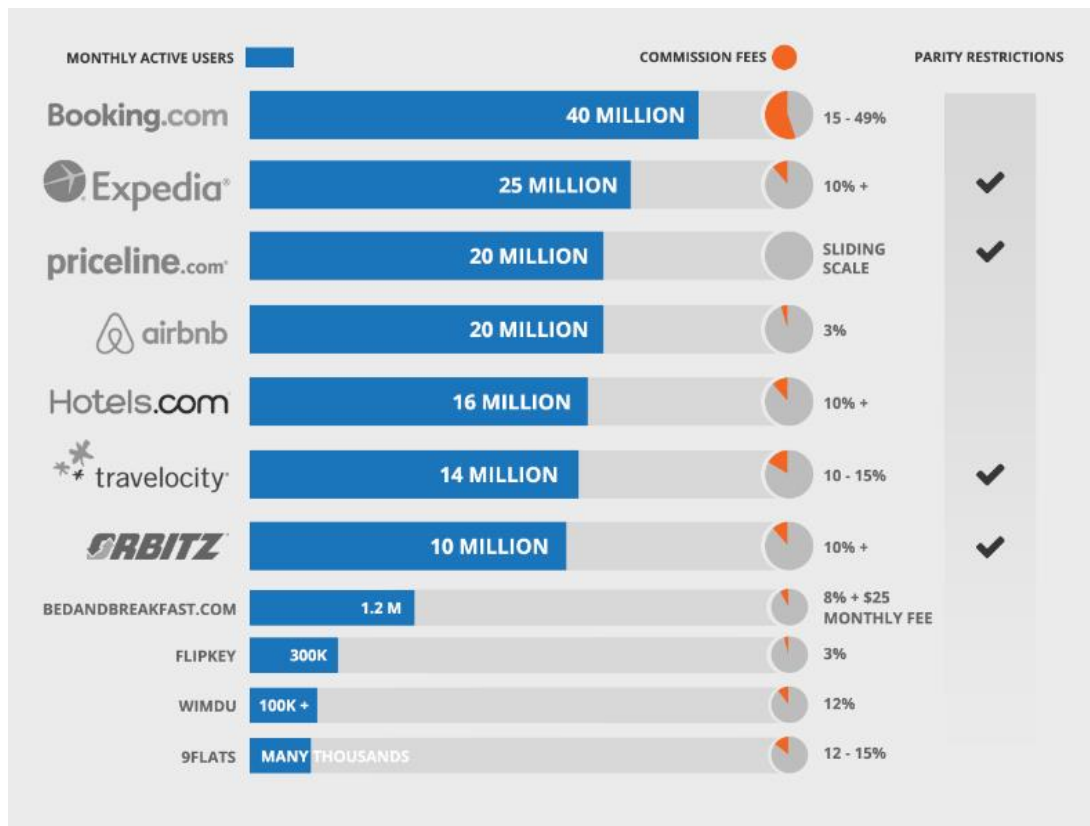 MONTHLY ACTIVE USERS COMMISSION FEES PARITY RESTRICTIONS
Booking.com 40 MILLION 15 - 49%
Expedia® 25 MILLION 10% +
priceline.com® 20 MILLION SLIDING
SCALE
airbnb 20 MILLION 3%
Hotels.com 16 MILLION 10% +
travelocity® 14 MILLION 10 - 15%
ORBITZ 10 MILLION 10% +
BEDANDBREAKFAST.COM 1.2 M 8% + $25
MONTHLY FEE
FLIPKEY 300K 3%
WIMDU 100K + 12%
9FLATS MANY THOUSANDS 12 - 15%